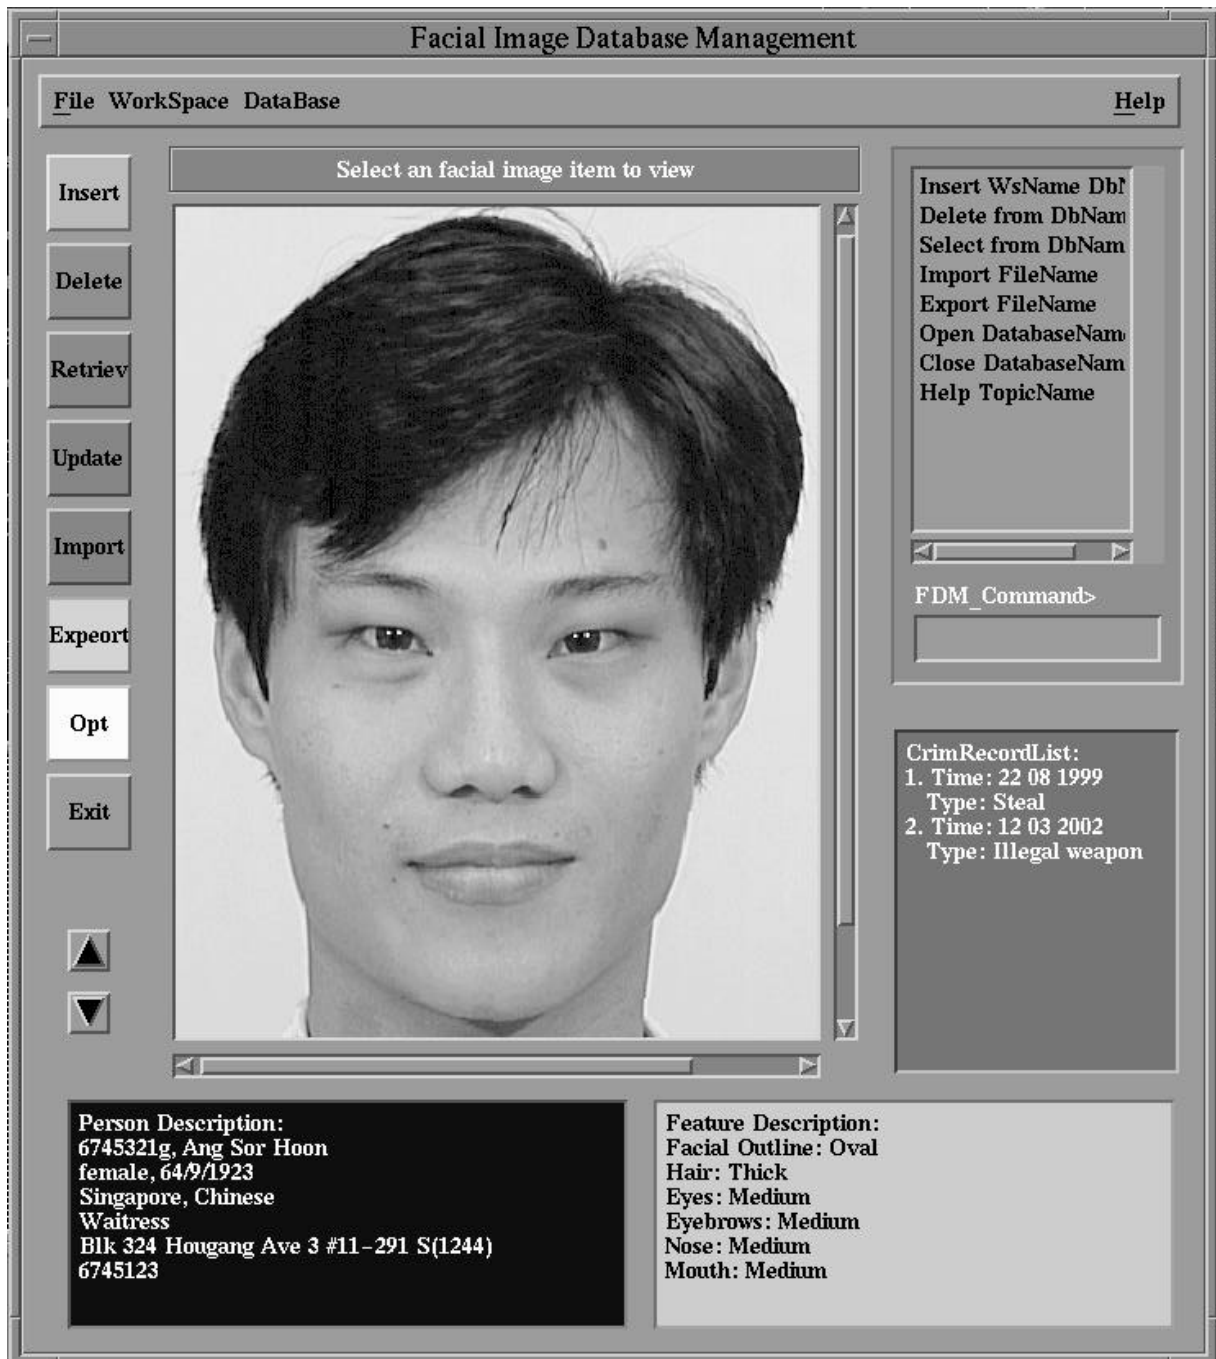 Facial Image Database Management
File WorkSpace DataBase Help
Select an facial image item to view
Insert
Delete
Retriev
Update
Import
Expeort
Opt
Exit
Insert WsName
Delete from DbNam
Select from DbNam
Import FileName
Export FileName
Open DatabaseName
Close DatabaseNam
Help TopicName
FDM_Command>
CrimRecordList:
1. Time: 22 08 1999
Type: Steal
2. Time: 12 03 2002
Type: Illegal weapon
Person Description:
6745321g, Ang Sor Hoon
female, 64/9/1923
Singapore, Chinese
Waitress
Blk 324 Hougang Ave 3 #11-291 S(1244)
6745123
Feature Description:
Facial Outline: Oval
Hair: Thick
Eyes: Medium
Eyebrows: Medium
Nose: Medium
Mouth: Medium